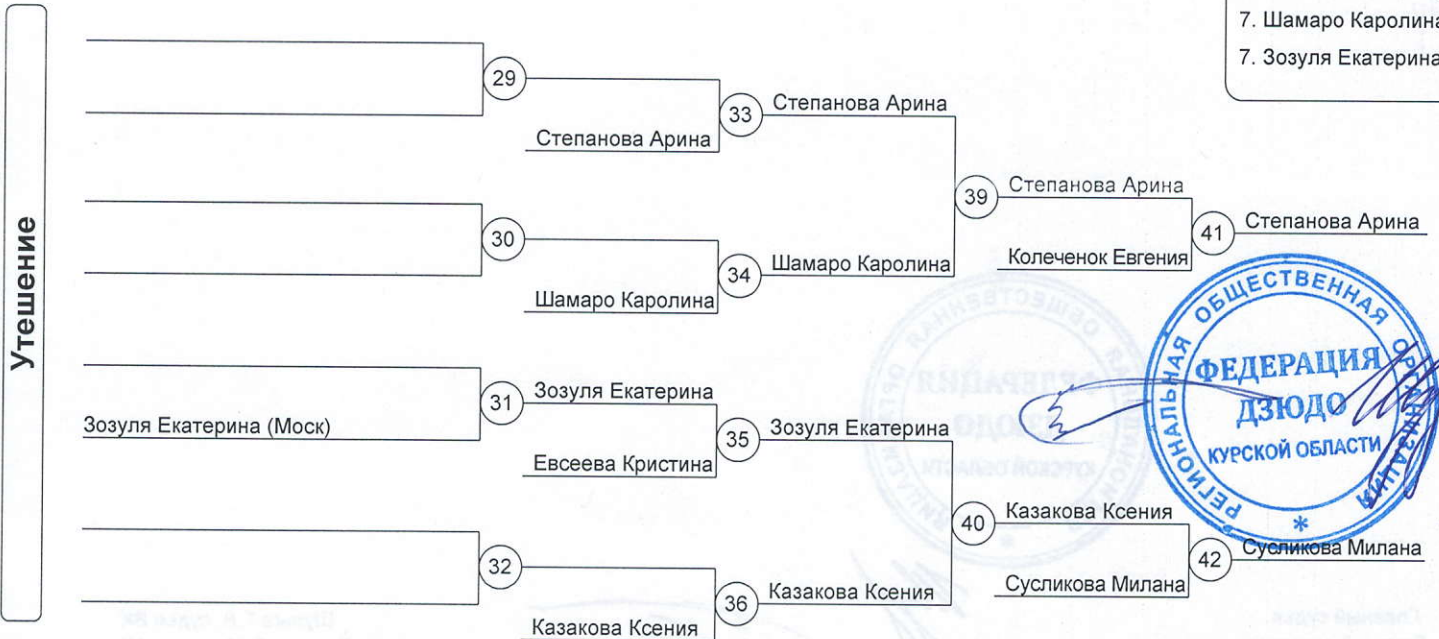 7. Шамаро Каролина
7. Зозуля Екатерина
Утешение
29
Степанова Арина
33
Степанова Арина
30
Шамаро Каролина
34
Шамаро Каролина
39
Степанова Арина
Колеченок Евгения
41
Степанова Арина
Зозуля Екатерина (Моск)
31
Зозуля Екатерина
Евсеева Кристина
35
Зозуля Екатерина
32
Казакова Ксения
36
Казакова Ксения
40
Казакова Ксения
Сусликова Милана
42
Сусликова Милана
РЕГИОНАЛЬНАЯ ОБЩЕСТВЕННАЯ ОРГАНИЗАЦИЯ
ФЕДЕРАЦИЯ
ДЗЮДО
КУРСКОЙ ОБЛАСТИ
*